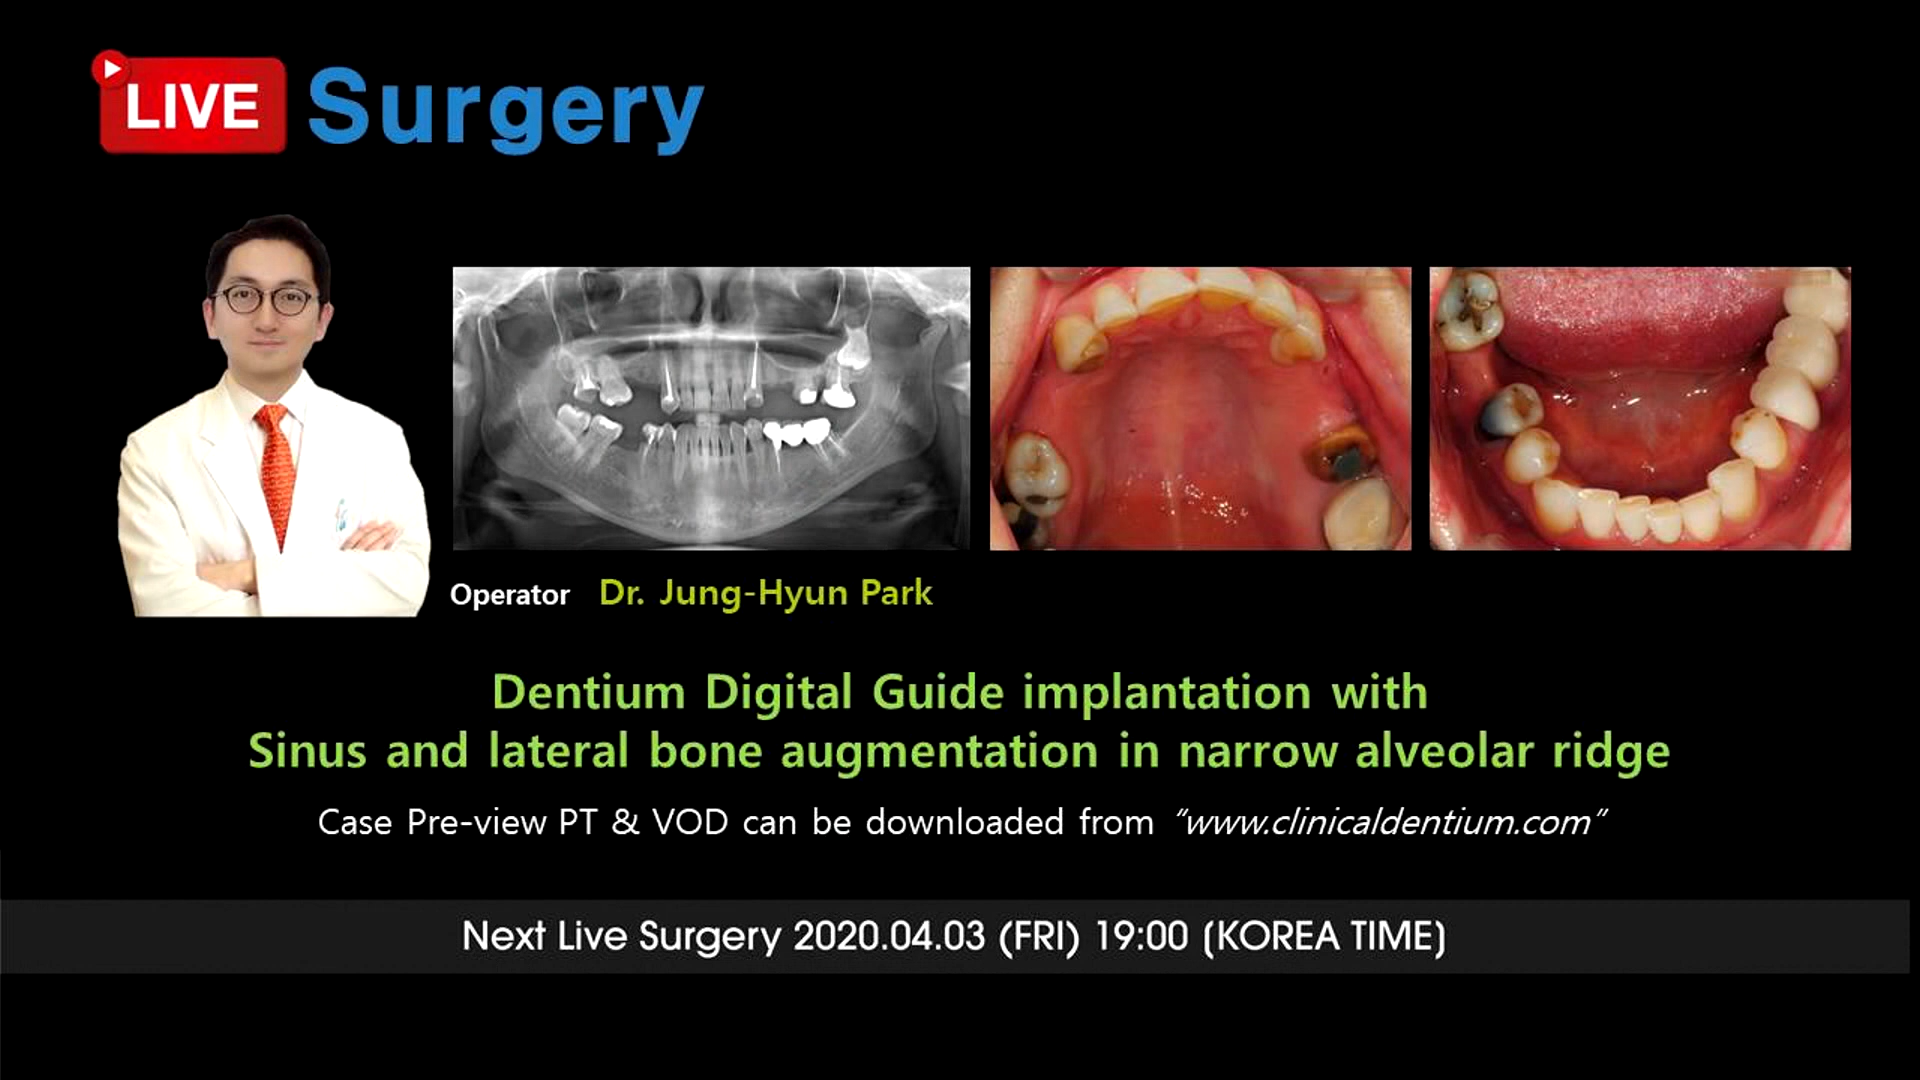 LIVE Surgery
Operator Dr. Jung-Hyun Park
Dentium Digital Guide implantation with
Sinus and lateral bone augmentation in narrow alveolar ridge
Case Pre-view PT & VOD can be downloaded from “www.clinicaldentium.com”
Next Live Surgery 2020.04.03 (FRI) 19:00 (KOREA TIME)